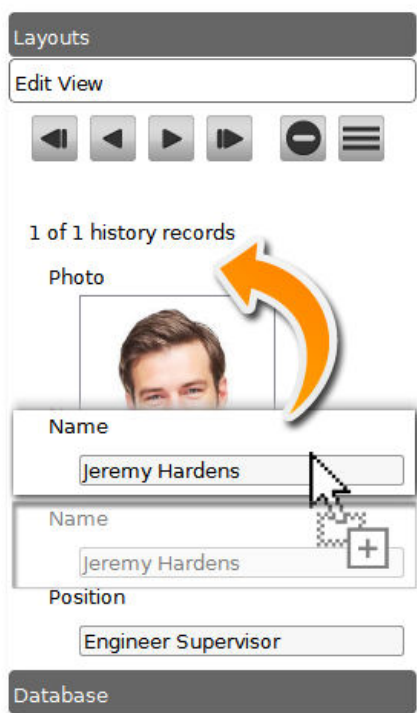 Layouts
Edit View
1 of 1 history records
Photo
Name
Jeremy Hardens
Name
Jeremy Hardens
Position
Engineer Supervisor
Database